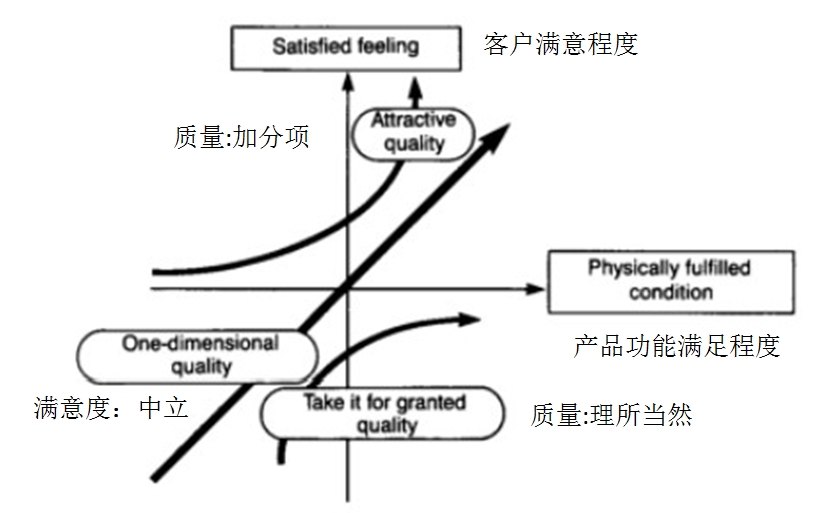 Satisfied feeling
客户满意程度
质量:加分项
Attractive
quality
Physically fulfilled
condition
产品功能满足程度
One-dimensional
quality
满意度：中立
Take it for granted
quality
质量:理所当然